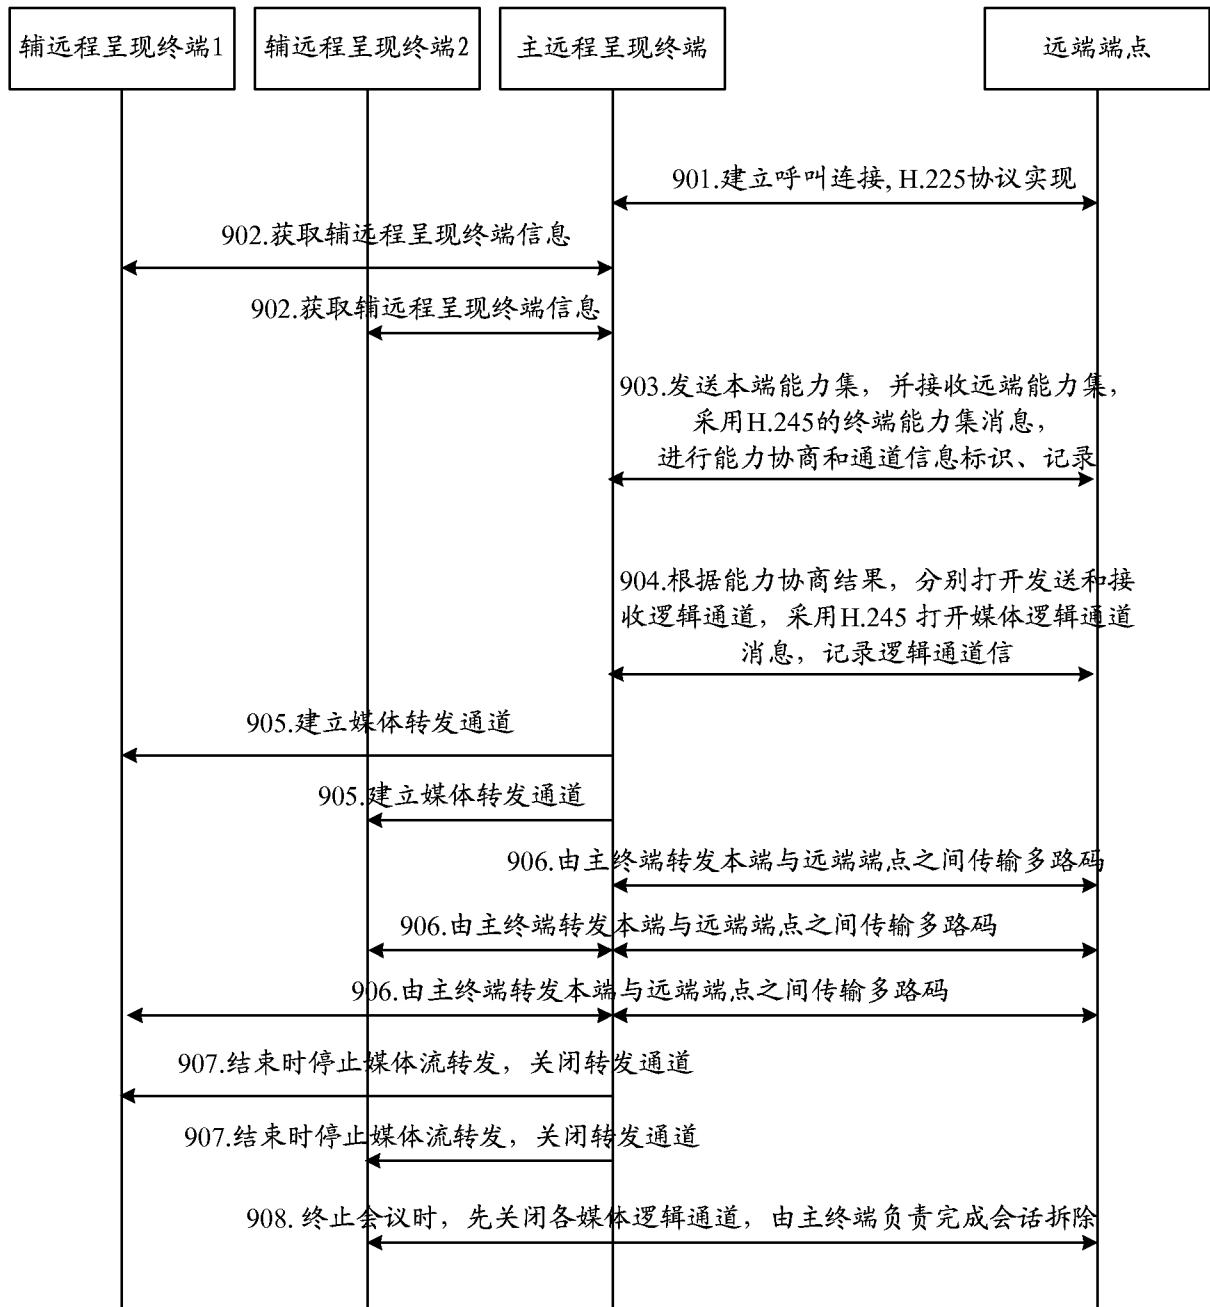 辅远程呈现终端1
辅远程呈现终端2
主远程呈现终端
远端端点
901.建立呼叫连接, H.225协议实现
902.获取辅远程呈现终端信息
902.获取辅远程呈现终端信息
903.发送本端能力集，并接收远端能力集，
采用H.245的终端能力集消息，
进行能力协商和通道信息标识、记录
904.根据能力协商结果，分别打开发送和接
收逻辑通道，采用H.245 打开媒体逻辑通道
消息，记录逻辑通道信
905.建立媒体转发通道
905.建立媒体转发通道
906.由主终端转发本端与远端端点之间传输多路码
906.由主终端转发本端与远端端点之间传输多路码
906.由主终端转发本端与远端端点之间传输多路码
907.结束时停止媒体流转发，关闭转发通道
907.结束时停止媒体流转发，关闭转发通道
908. 终止会议时，先关闭各媒体逻辑通道，由主终端负责完成会话拆除